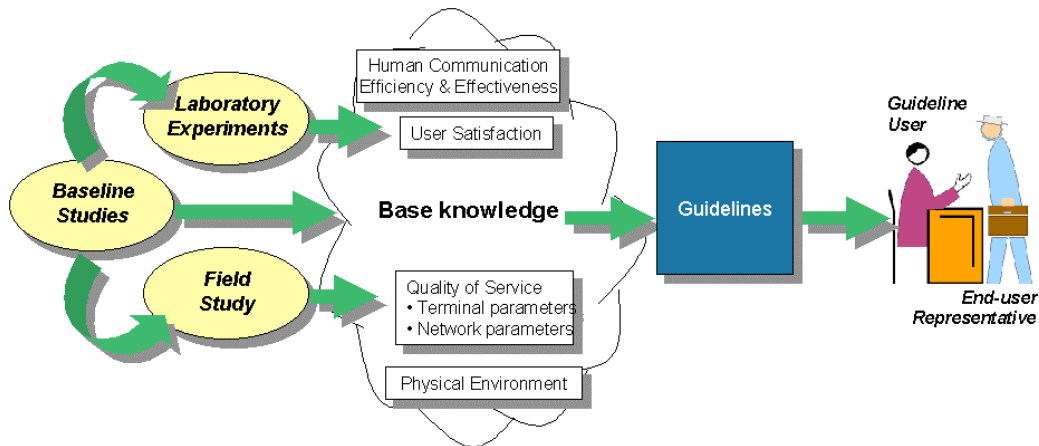 Human Communication
Efficiency & Effectiveness
Laboratory
Experiments
User Satisfaction
Guideline
User
Baseline
Studies
Base knowledge
Guidelines
Field
Study
Quality of Service
• Terminal parameters
• Network parameters
Physical Environment
End-user
Representative